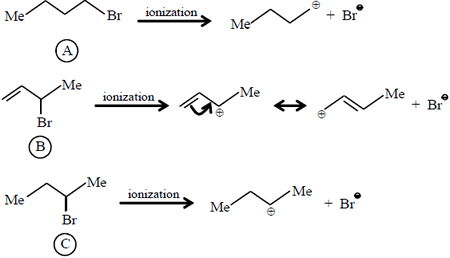 Me Br ionization Me ⊕ + Br⊖
A
Me Br ionization Me ⊕ ⊕ Me + Br⊖
B
Me Me Br ionization Me Me ⊕ + Br⊖
C